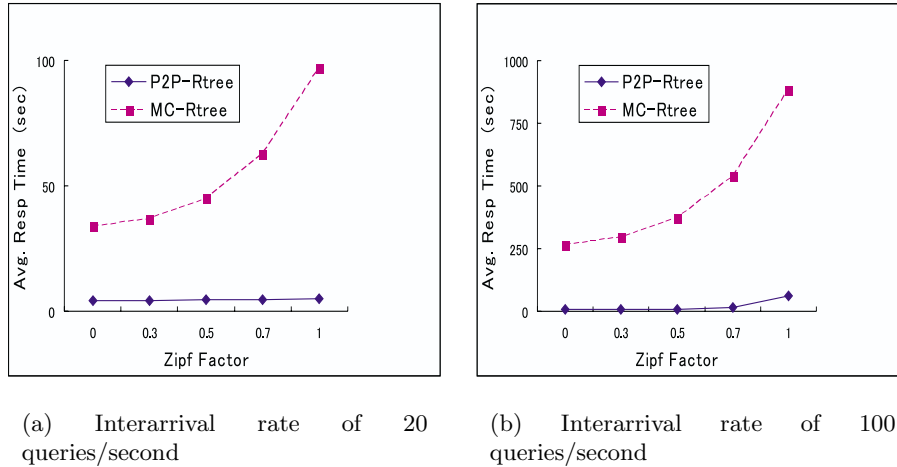 100
50
0
Avg. Resp Time (sec)
P2P-Rtree
MC-Rtree
0 0.3 0.5 0.7 1
Zipf Factor
1000
750
500
250
0
Avg. Resp Time (sec)
P2P-Rtree
MC-Rtree
0 0.3 0.5 0.7 1
Zipf Factor
(a) Interarrival rate of 20
queries/second
(b) Interarrival rate of 100
queries/second